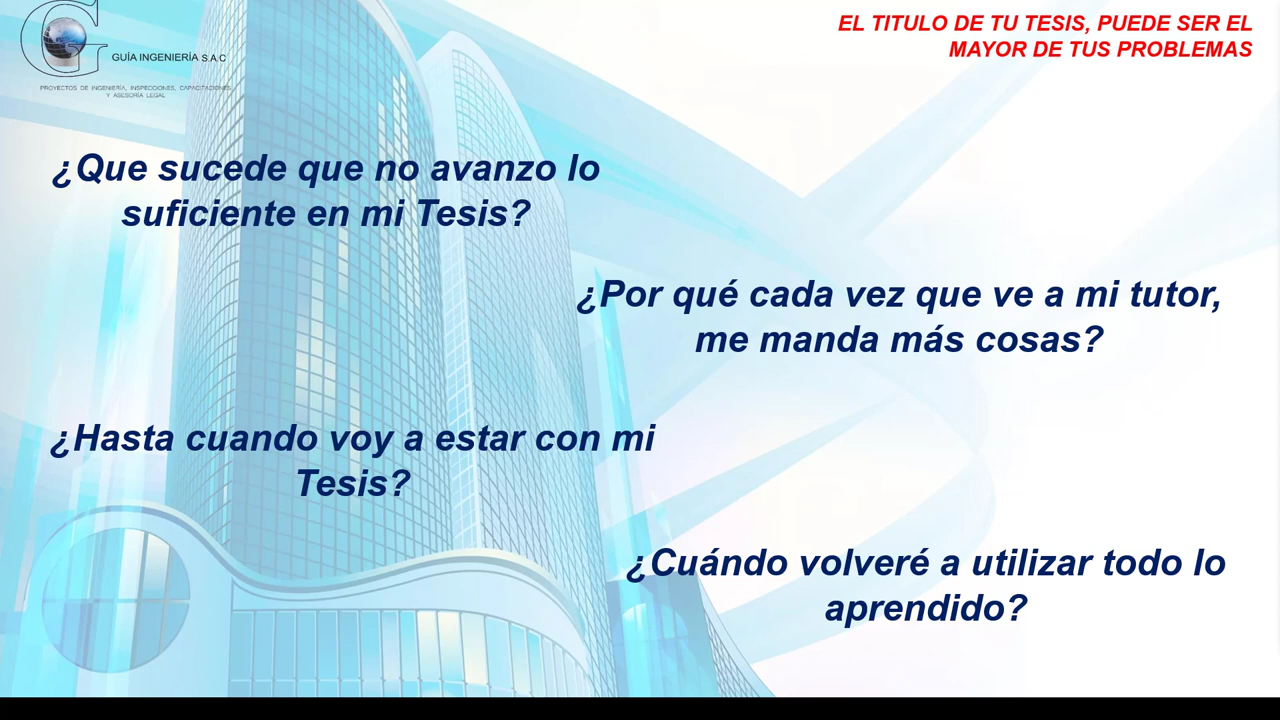 GUÍA INGENIERÍA S.A.C
PROYECTOS DE INGENIERÍA, INSPECCIONES, CAPACITACIONES,
Y ASESORÍA LEGAL
EL TITULO DE TU TESIS, PUEDE SER EL
MAYOR DE TUS PROBLEMAS
¿Que sucede que no avanzo lo
suficiente en mi Tesis?
¿Por qué cada vez que ve a mi tutor,
me manda más cosas?
¿Hasta cuando voy a estar con mi
Tesis?
¿Cuándo volveré a utilizar todo lo
aprendido?